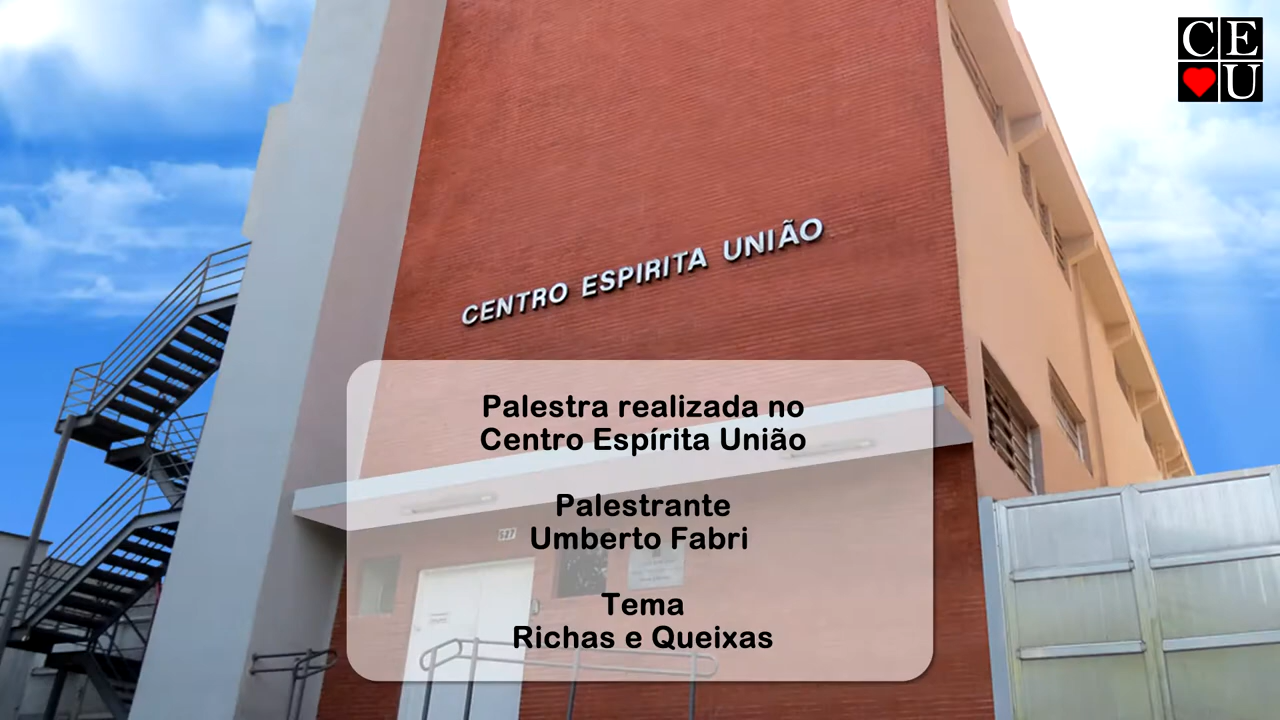 CE
U
CENTRO ESPIRITA UNIÃO
Palestra realizada no
Centro Espírita União
Palestrante
Umberto Fabri
Tema
Richas e Queixas